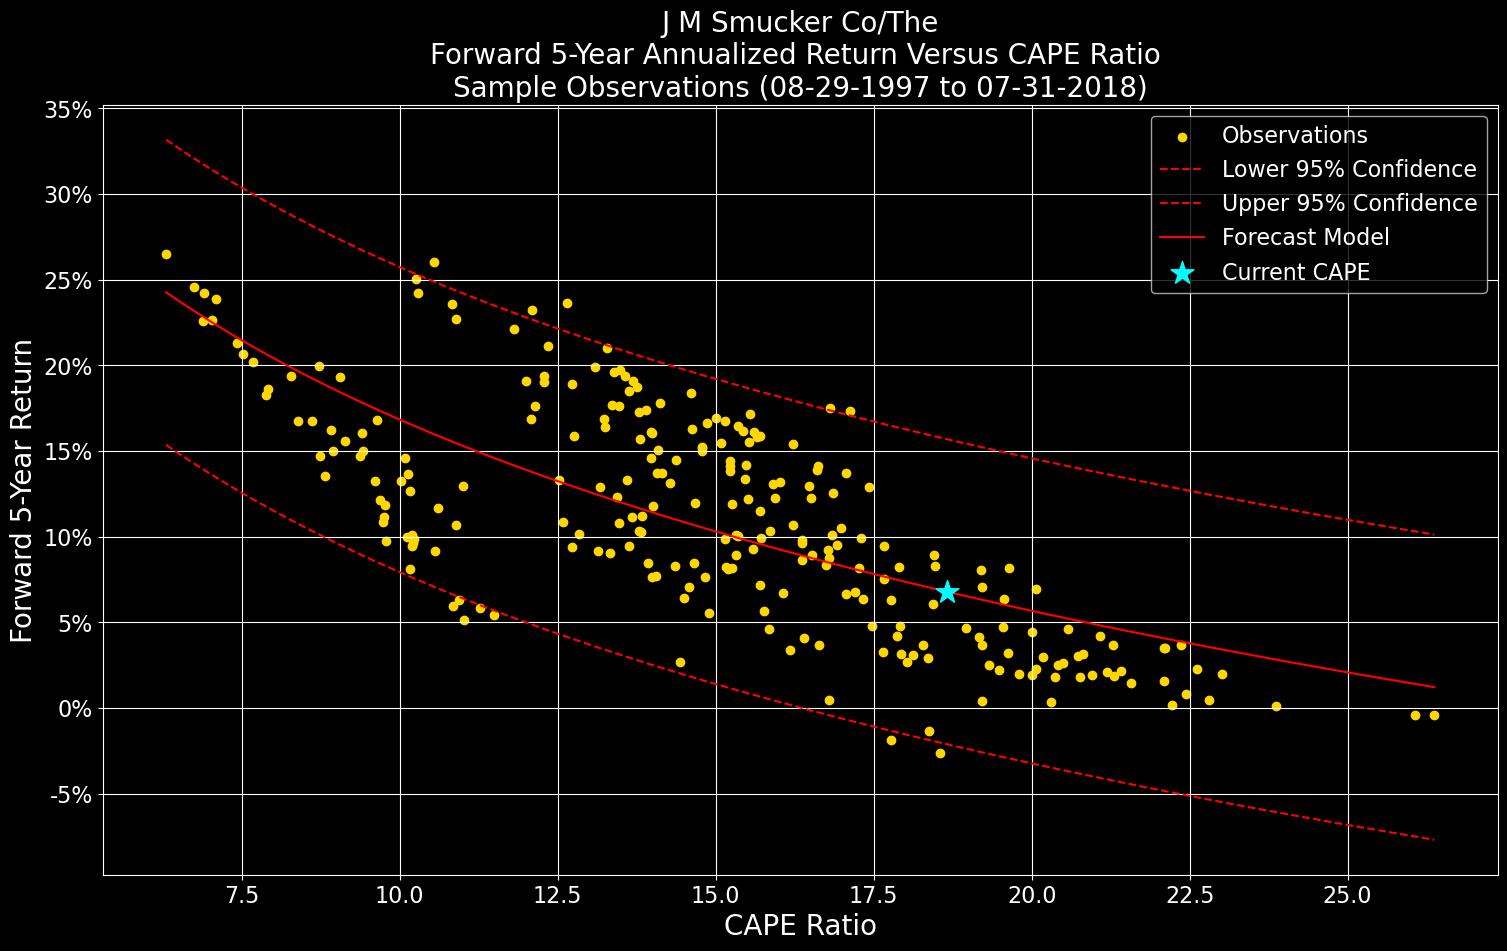 J M Smucker Co/The
Forward 5-Year Annualized Return Versus CAPE Ratio
Sample Observations (08-29-1997 to 07-31-2018)
35%
30%
25%
20%
15%
10%
5%
0%
-5%
Forward 5-Year Return
Observations
Lower 95% Confidence
Upper 95% Confidence
Forecast Model
Current CAPE
7.5
10.0
12.5
15.0
17.5
20.0
22.5
25.0
CAPE Ratio